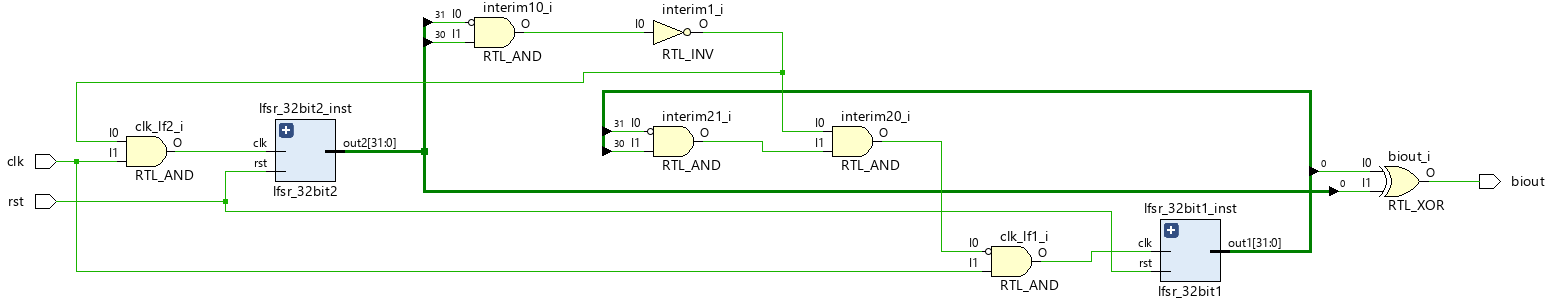 interim10_i
31 I0
O
30 I1
RTL_AND
interim1_i
I0 O
RTL_INV
lfsr_32bit2_inst
clk
rst
out2[31:0]
lfsr_32bit2
clk_lf2_i
I0
O
I1
RTL_AND
clk
rst
interim21_i
31 I0
O
30 I1
RTL_AND
interim20_i
I0
O
I1
RTL_AND
biout_i
0 I0
O
0 I1
RTL_XOR
biout
lfsr_32bit1_inst
clk
rst
out1[31:0]
lfsr_32bit1
clk_lf1_i
I0
O
I1
RTL_AND